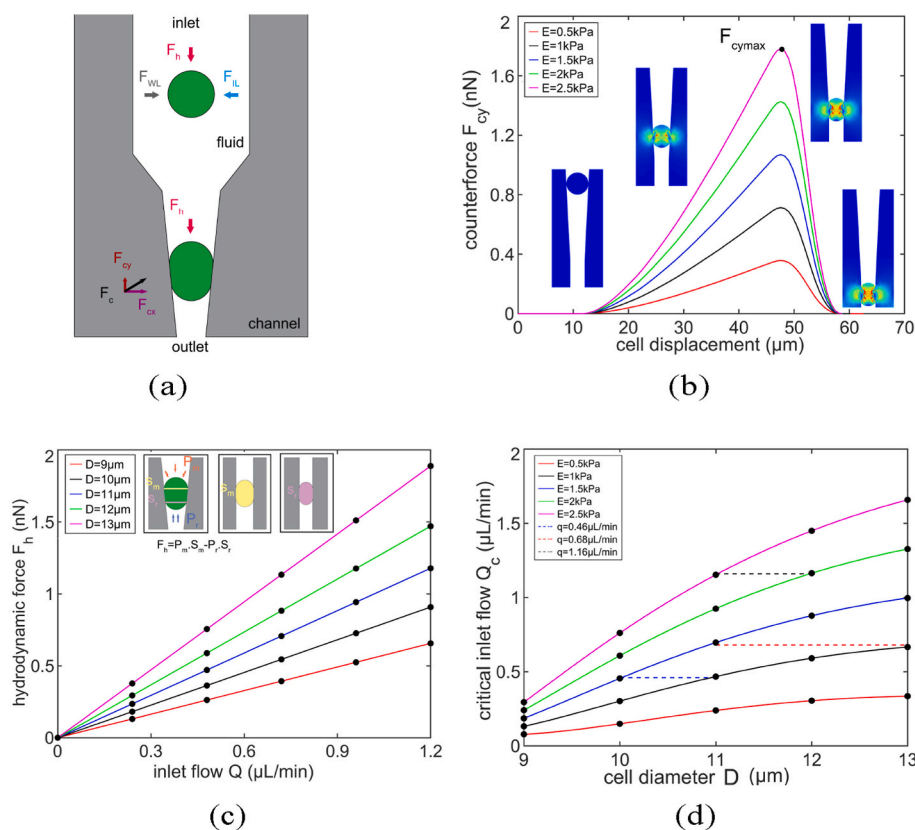 inlet
F_h
F_WL
F_IL
fluid
F_h
F_cy
F_c
F_cx
channel
outlet
(a)
counterforce F_cy(nN)
1.8
1.6
1.2
0.8
0.4
0
E=0.5kPa
E=1kPa
E=1.5kPa
E=2kPa
E=2.5kPa
F_cymax
0 10 20 30 40 50 60 70
cell displacement (μm)
(b)
hydrodynamic force F_h (nN)
2
1.5
1
0.5
0
D=9μm
D=10μm
D=11μm
D=12μm
D=13μm
S_m
S_r
F_h=P_m.S_m-P_r.S_r
0 0.3 0.6 0.9 1.2
inlet flow Q (μL/min)
(c)
critical inlet flow Q_c (μL/min)
2
1.5
1
0.5
0
E=0.5kPa
E=1kPa
E=1.5kPa
E=2kPa
E=2.5kPa
q=0.46μL/min
q=0.68μL/min
q=1.16μL/min
9 10 11 12 13
cell diameter D (μm)
(d)